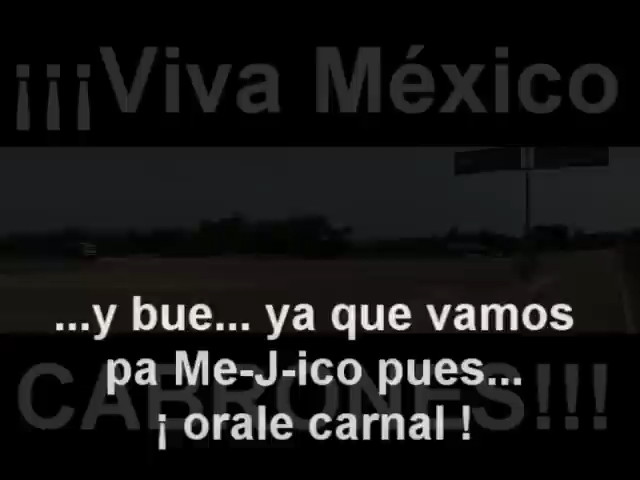 ¡¡¡Viva México
...y bue... ya que vamos
pa Me-J-ico pues...
CABRONES!!!
¡ orale carnal !